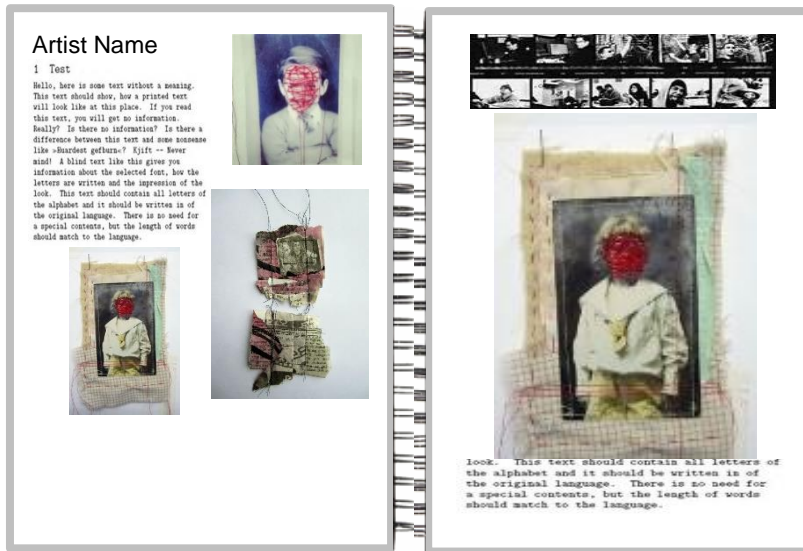 Artist Name
1 Test
Hello, here is some text without a meaning.
This text should show, how a printed text
will look like at this place. If you read
this text, you will get no information.
Really? Is there no information? Is there a
difference between this text and some nonsense
like »Huardest gefburn«? Kjift -- Never
mind! A blind text like this gives you
information about the selected font, how the
letters are written and the impression of the
look. This text should contain all letters of
the alphabet and it should be written in of
the original language. There is no need for
a special contents, but the length of words
should match to the language.
look. This text should contain all letters of
the alphabet and it should be written in of
the original language. There is no need for
a special contents, but the length of words
should match to the language.